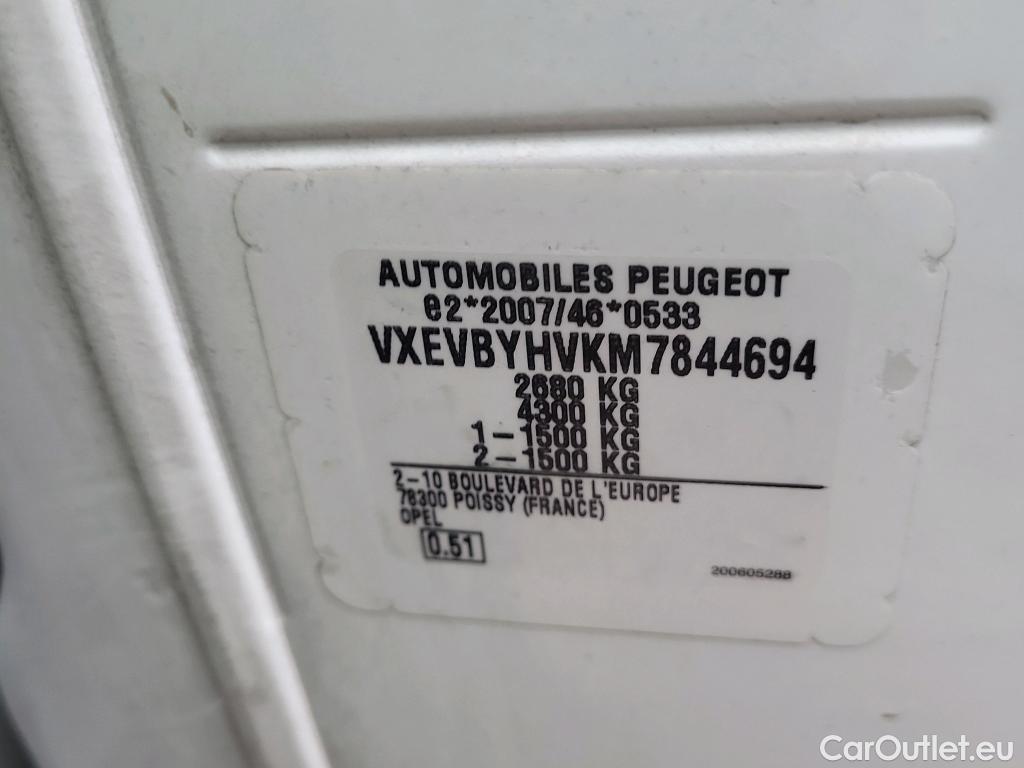 AUTOMOBILES PEUGEOT
e2*2007/46*0533
VXEVBYHVKM7844694
2680 KG
4300 KG
1-1500 KG
2-1500 KG
2-10 BOULEVARD DE L'EUROPE
78300 POISSY (FRANCE)
OPEL
0.51
200605288
CarOutlet.eu